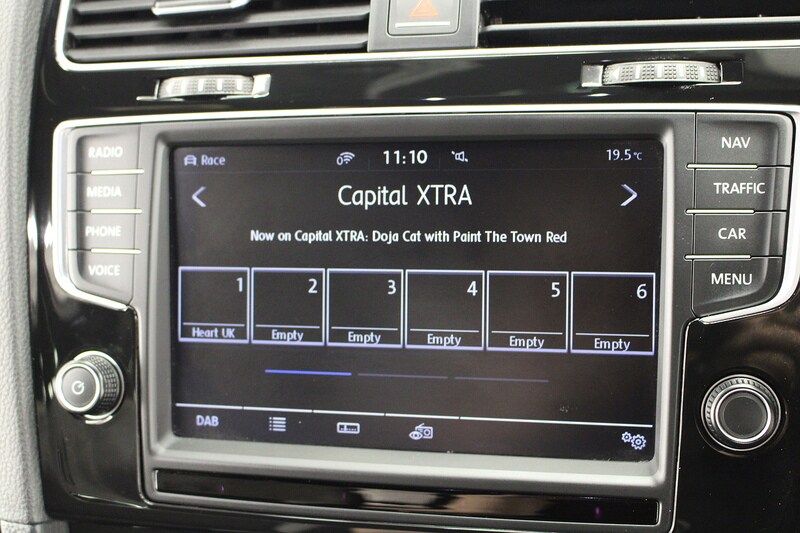 RADIO
MEDIA
PHONE
VOICE
Race 11:10 19.5°C
Capital XTRA
Now on Capital XTRA: Doja Cat with Paint The Town Red
1 2 3 4 5 6
Heart UK Empty Empty Empty Empty Empty
DAB
NAV
TRAFFIC
CAR
MENU